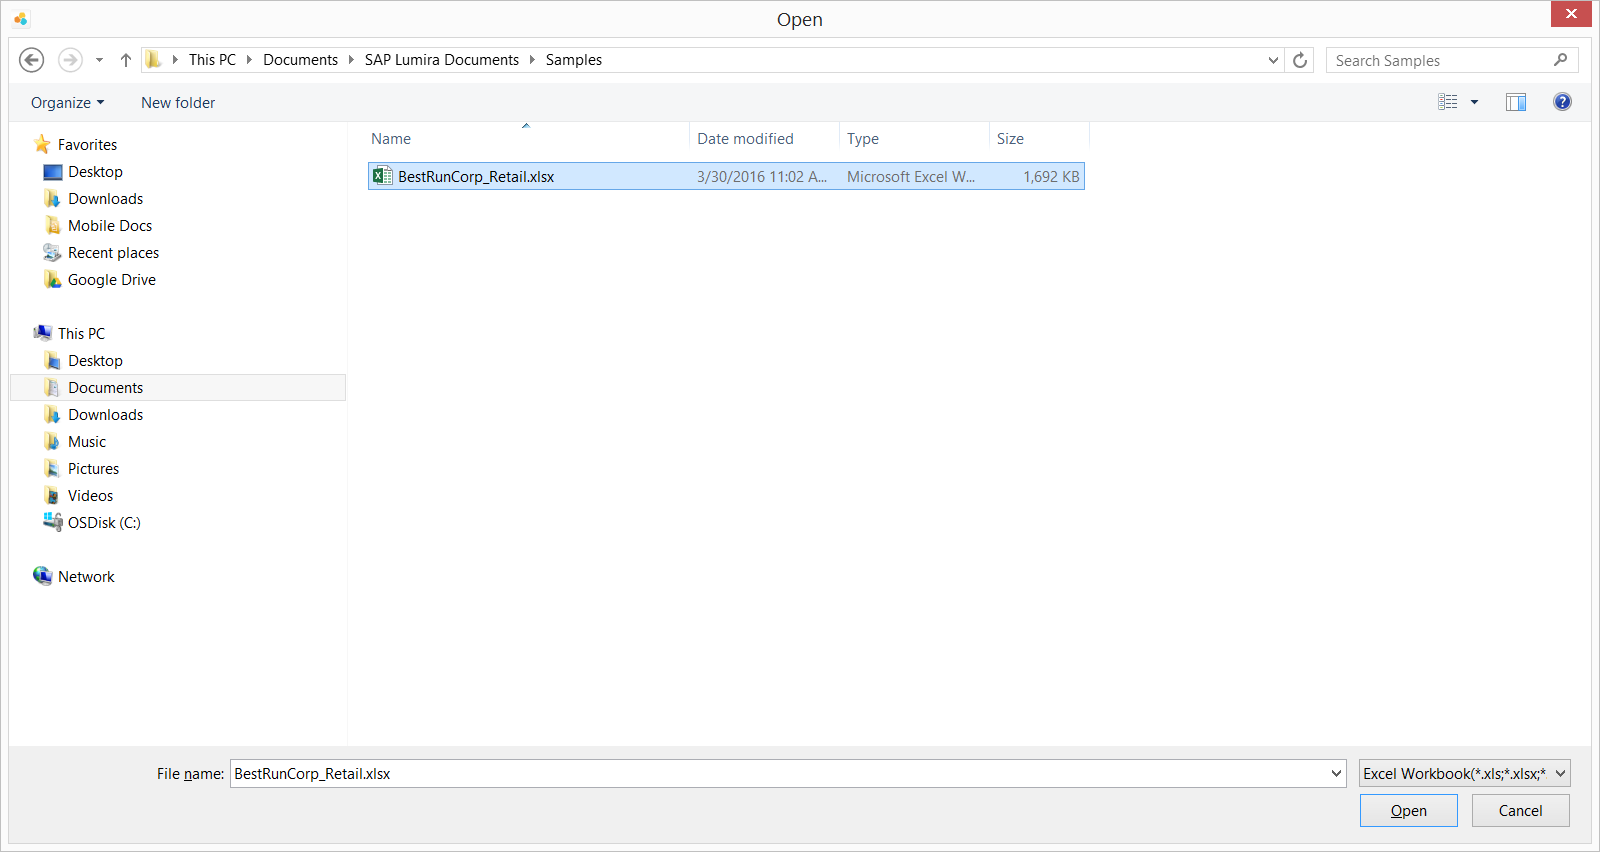 Open
This PC Documents SAP Lumira Documents Samples
Search Samples
Organize New folder
Name Date modified Type Size
BestRunCorp_Retail.xlsx 3/30/2016 11:02 A... Microsoft Excel W... 1,692 KB
Favorites
Desktop
Downloads
Mobile Docs
Recent places
Google Drive
This PC
Desktop
Documents
Downloads
Music
Pictures
Videos
OSDisk (C:)
Network
File name: BestRunCorp_Retail.xlsx Excel Workbook(*.xls;*.xlsx;*.
Open Cancel